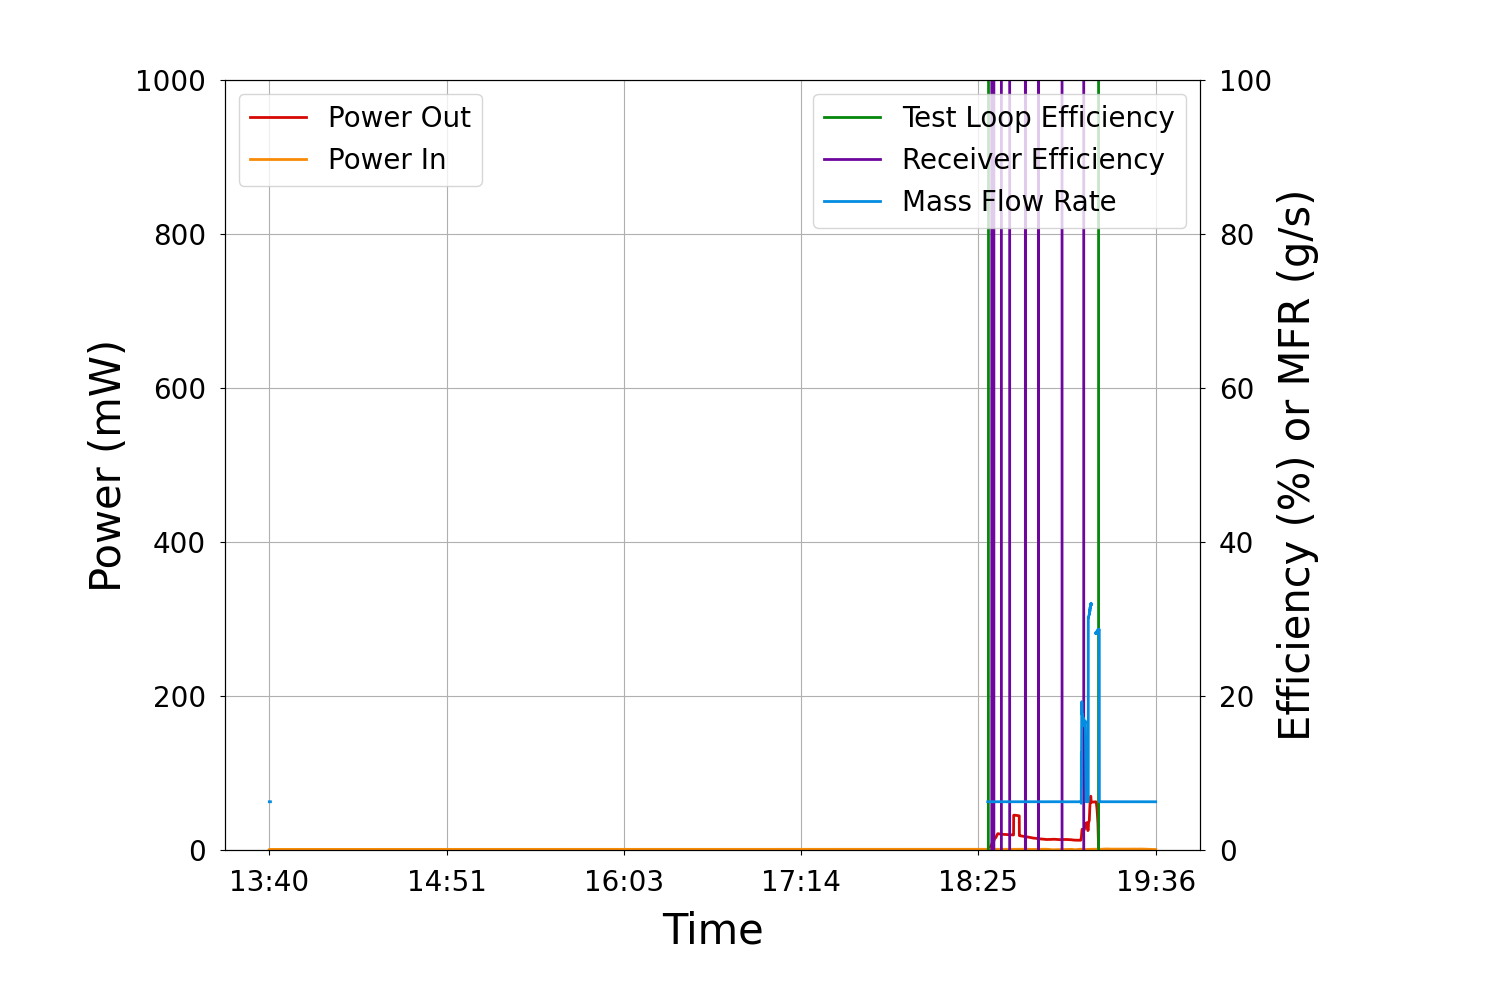 1000
800
600
400
200
0
Power (mW)
Power Out
Power In
Test Loop Efficiency
Receiver Efficiency
Mass Flow Rate
100
80
60
40
20
0
Efficiency (%) or MFR (g/s)
13:40 14:51 16:03 17:14 18:25 19:36
Time